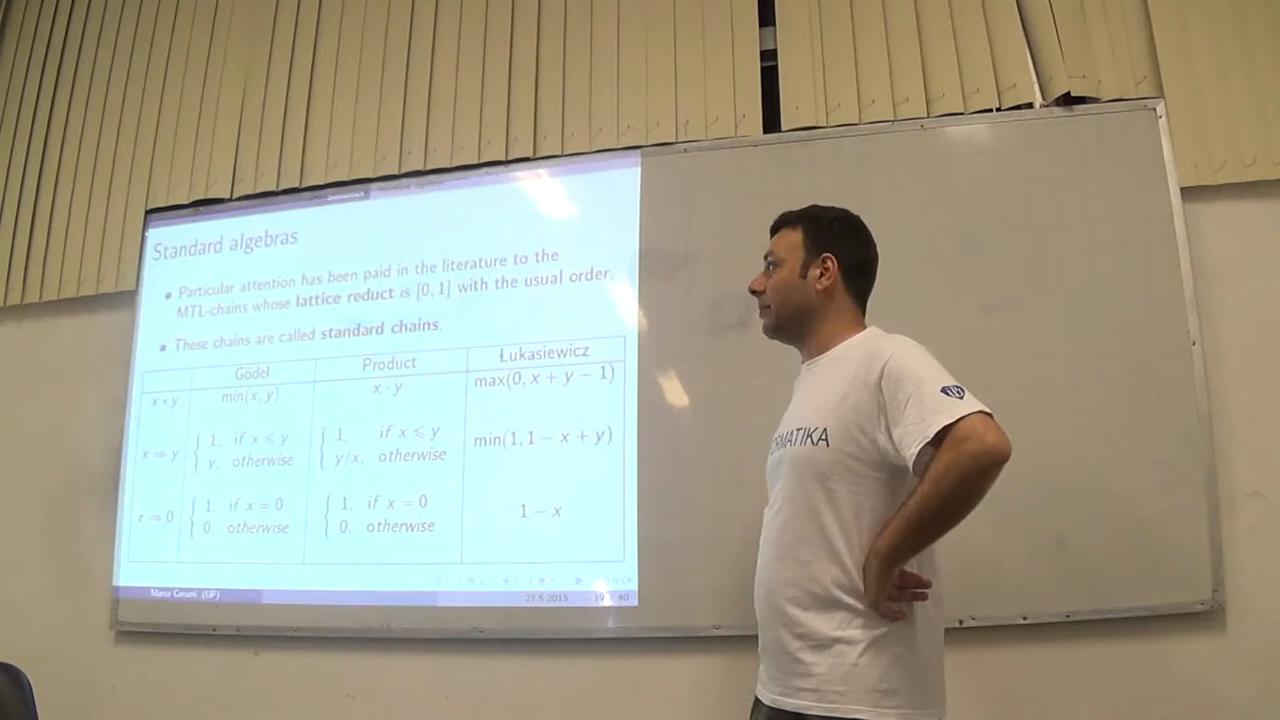 Standard algebras
• Particular attention has been paid in the literature to the
MTL-chains whose lattice reduct is [0, 1] with the usual order.
• These chains are called standard chains.
Gödel Product Łukasiewicz
x * y min(x, y) x · y max(0, x + y − 1)
x ⇒ y { 1, if x ⩽ y { 1, if x ⩽ y min(1, 1 − x + y)
y, otherwise y/x, otherwise
x ⇒ 0 { 1, if x = 0 { 1, if x = 0 1 − x
0, otherwise 0, otherwise
(UP) 27.5.2015 40
RMATIKA